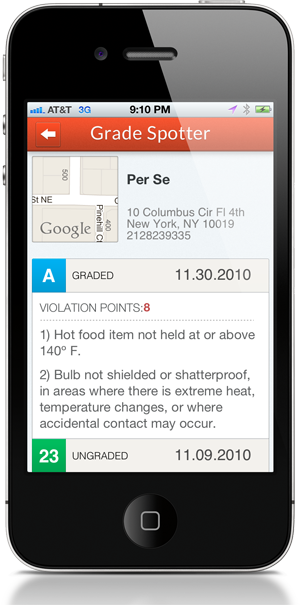 AT&T 3G 9:10 PM
Grade Spotter
500
St NE
Pinehill C
400
Google
Per Se
10 Columbus Cir Fl 4th
New York, NY 10019
2128239335
A GRADED 11.30.2010
VIOLATION POINTS:8
1) Hot food item not held at or above
140º F.
2) Bulb not shielded or shatterproof,
in areas where there is extreme heat,
temperature changes, or where
accidental contact may occur.
23 UNGRADED 11.09.2010